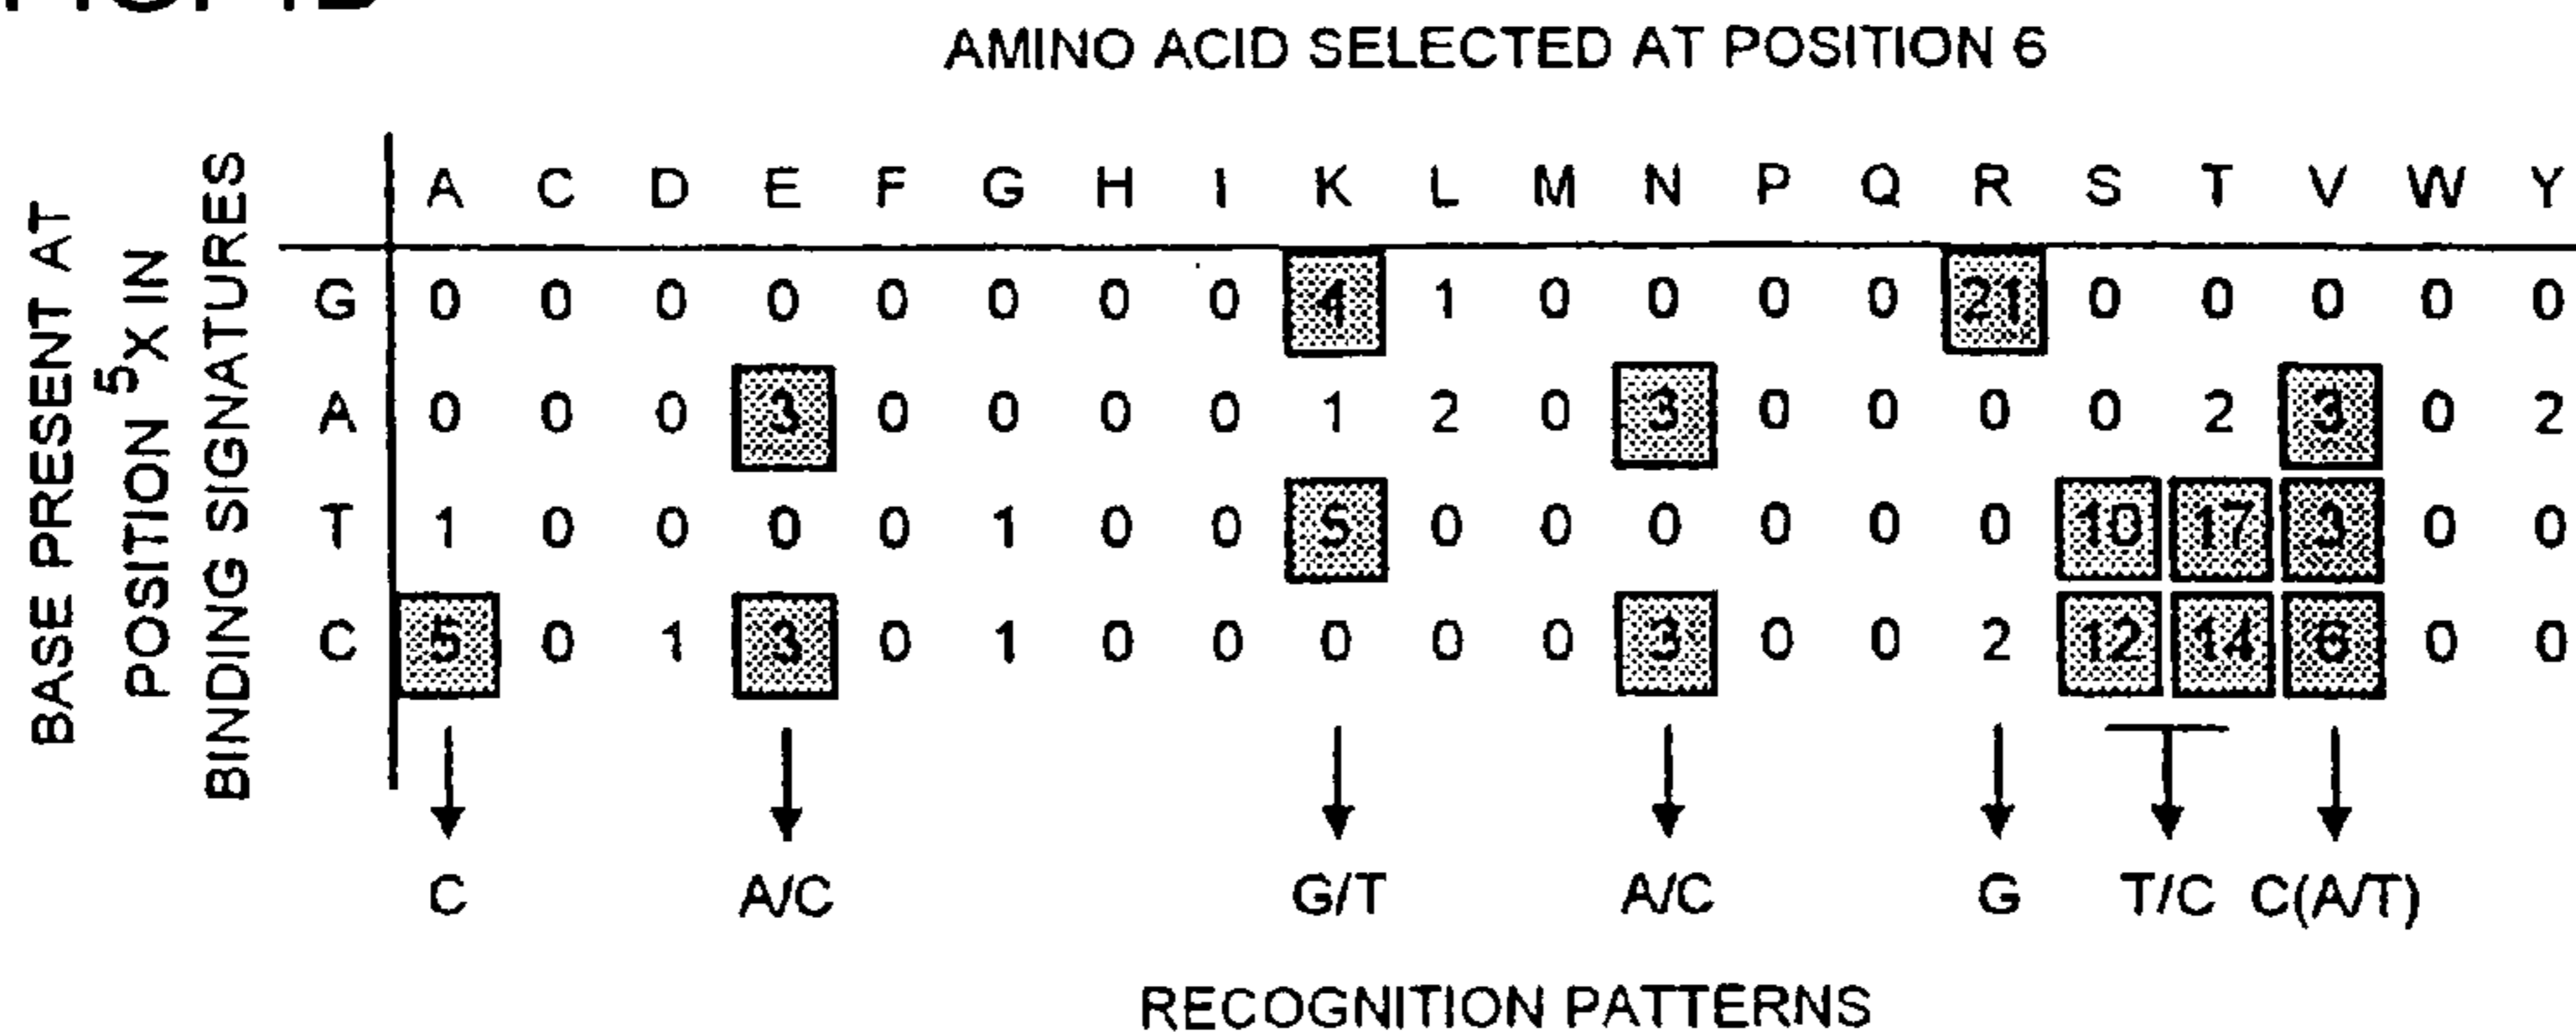 AMINO ACID SELECTED AT POSITION 6
BASE PRESENT AT
POSITION 5X IN
BINDING SIGNATURES
A C D E F G H I K L M N P Q R S T V W Y
G 0 0 0 0 0 0 0 0 4 1 0 0 0 0 21 0 0 0 0 0
A 0 0 0 3 0 0 0 0 1 2 0 3 0 0 0 0 2 3 0 2
T 1 0 0 0 0 1 0 0 5 0 0 0 0 0 0 10 17 3 0 0
C 5 0 1 3 0 1 0 0 0 0 0 3 0 0 2 12 14 6 0 0
C A/C G/T A/C G T/C C(A/T)
RECOGNITION PATTERNS